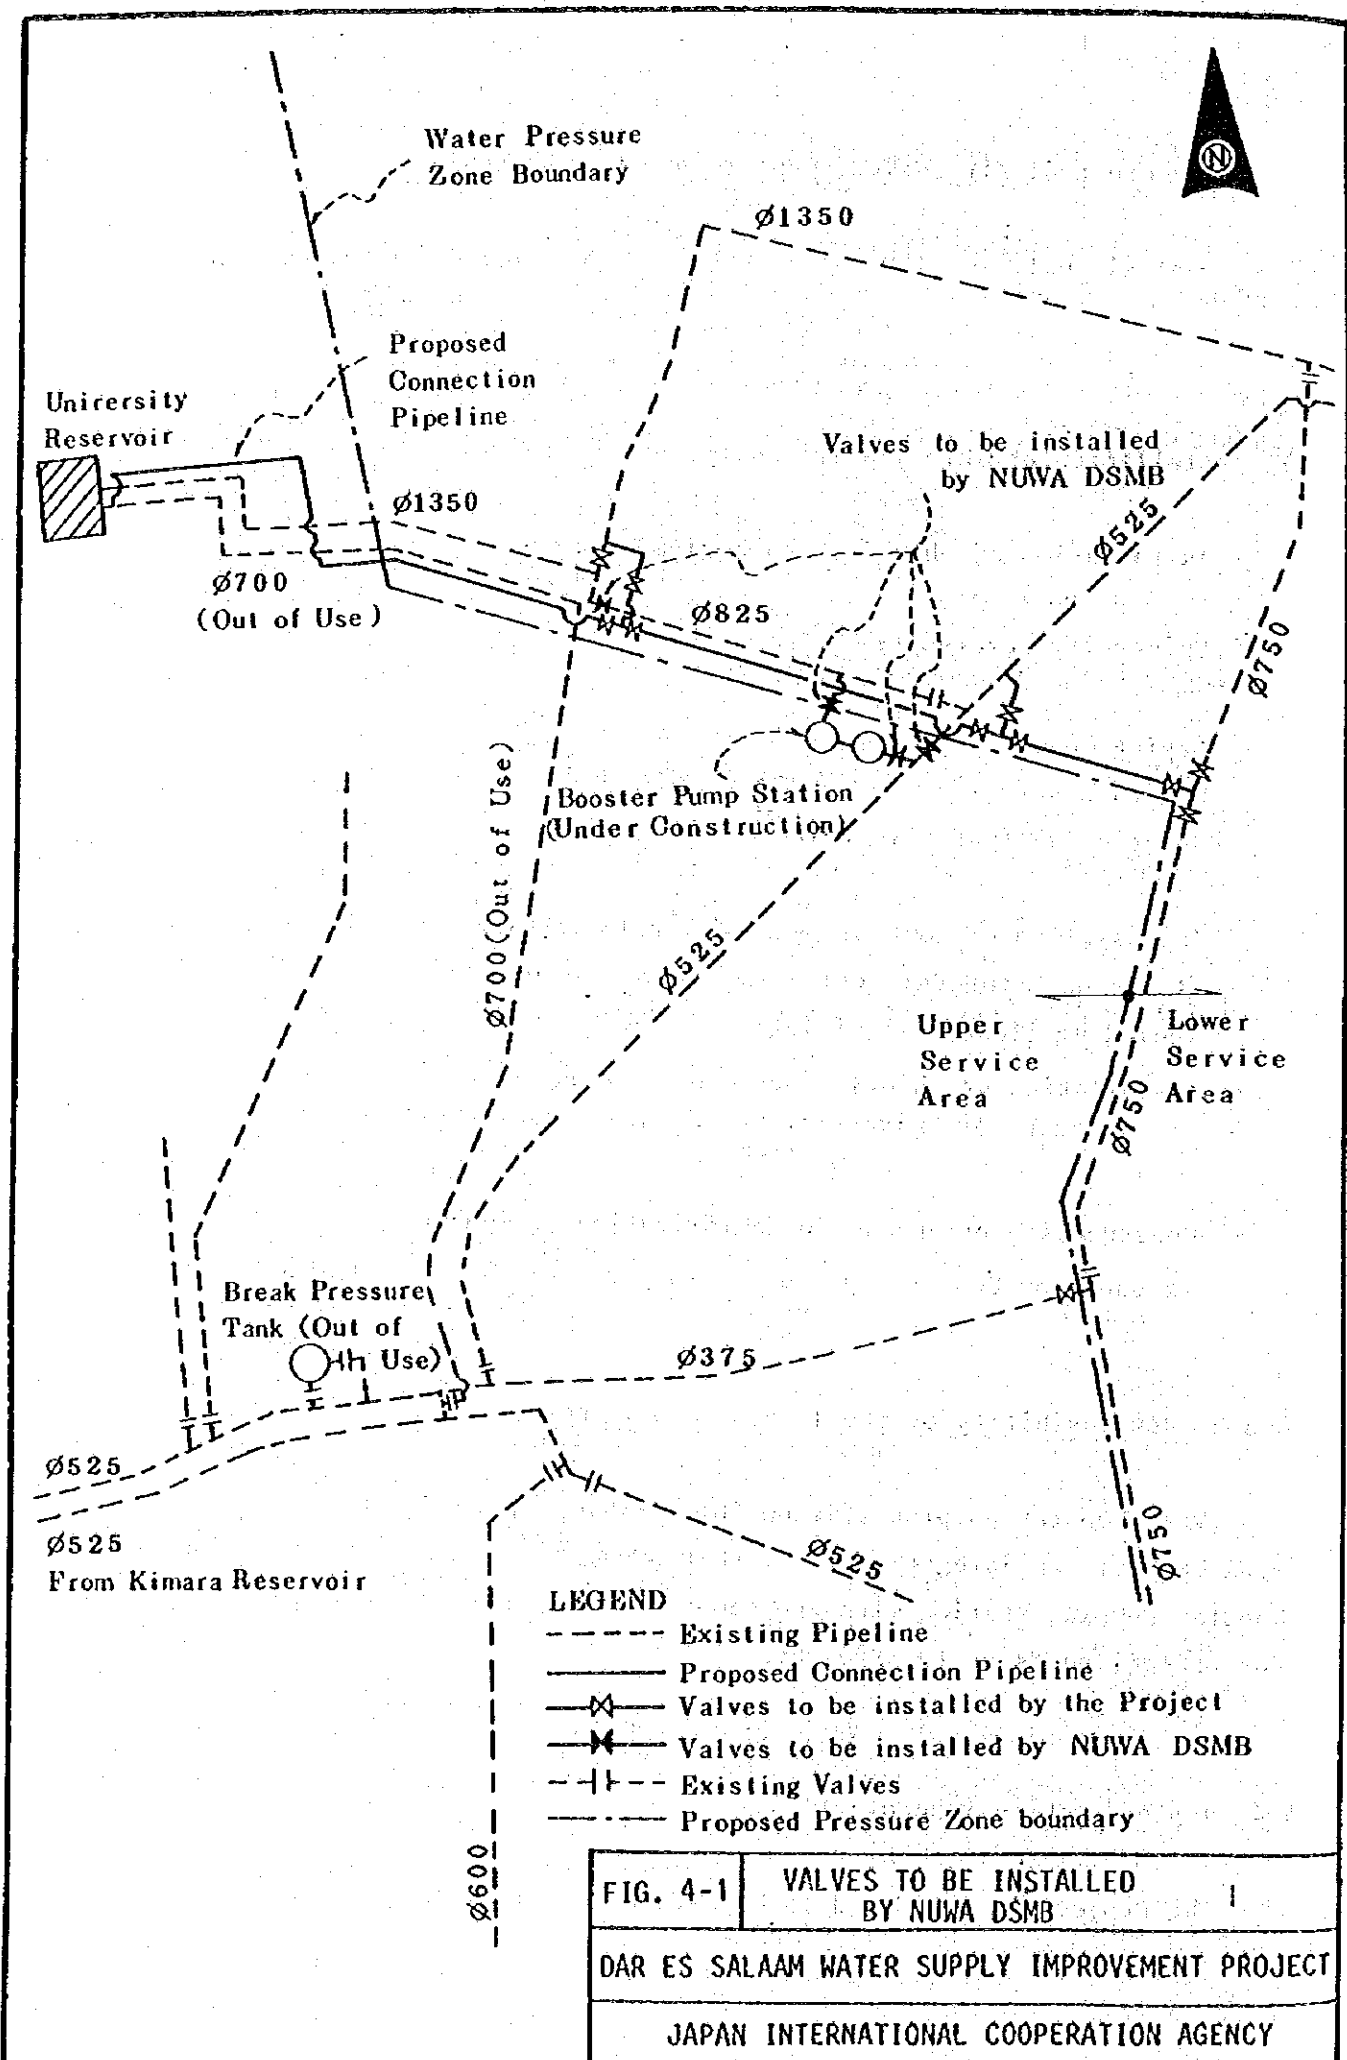 Water Pressure
Zone Boundary
N
Ø1350
Proposed
Connection
Pipeline
Unirersity
Reservoir
Valves to be installed
by NUWA DSMB
Ø1350
Ø525
Ø700
(Out of Use)
Ø825
Ø750
Booster Pump Station
(Under Construction)
Ø700(Out of Use)
Ø525
Upper
Service
Area
Lower
Service
Area
Ø750
Break Pressure
Tank (Out of
Use)
Ø375
Ø525
Ø525
From Kimara Reservoir
Ø525
Ø750
Ø600
LEGEND
Existing Pipeline
Proposed Connection Pipeline
Valves to be installed by the Project
Valves to be installed by NUWA DSMB
Existing Valves
Proposed Pressure Zone boundary
FIG. 4-1
VALVES TO BE INSTALLED
BY NUWA DSMB
DAR ES SALAAM WATER SUPPLY IMPROVEMENT PROJECT
JAPAN INTERNATIONAL COOPERATION AGENCY